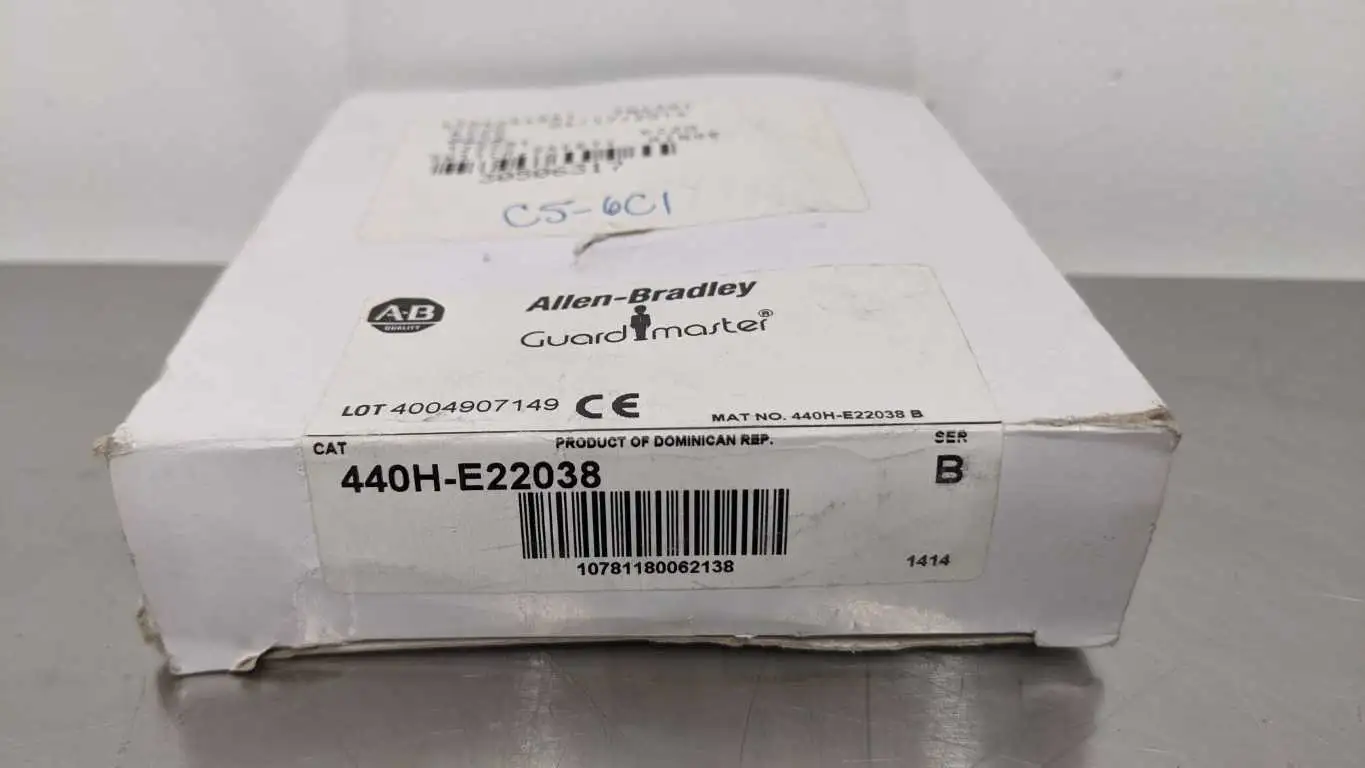 30506317
C5-6C1
A-B
QUALITY
Allen-Bradley
Guardmaster®
LOT 4004907149 CE
MAT NO. 440H-E22038 B
CAT
PRODUCT OF DOMINICAN REP.
SER
440H-E22038
B
10781180062138
1414